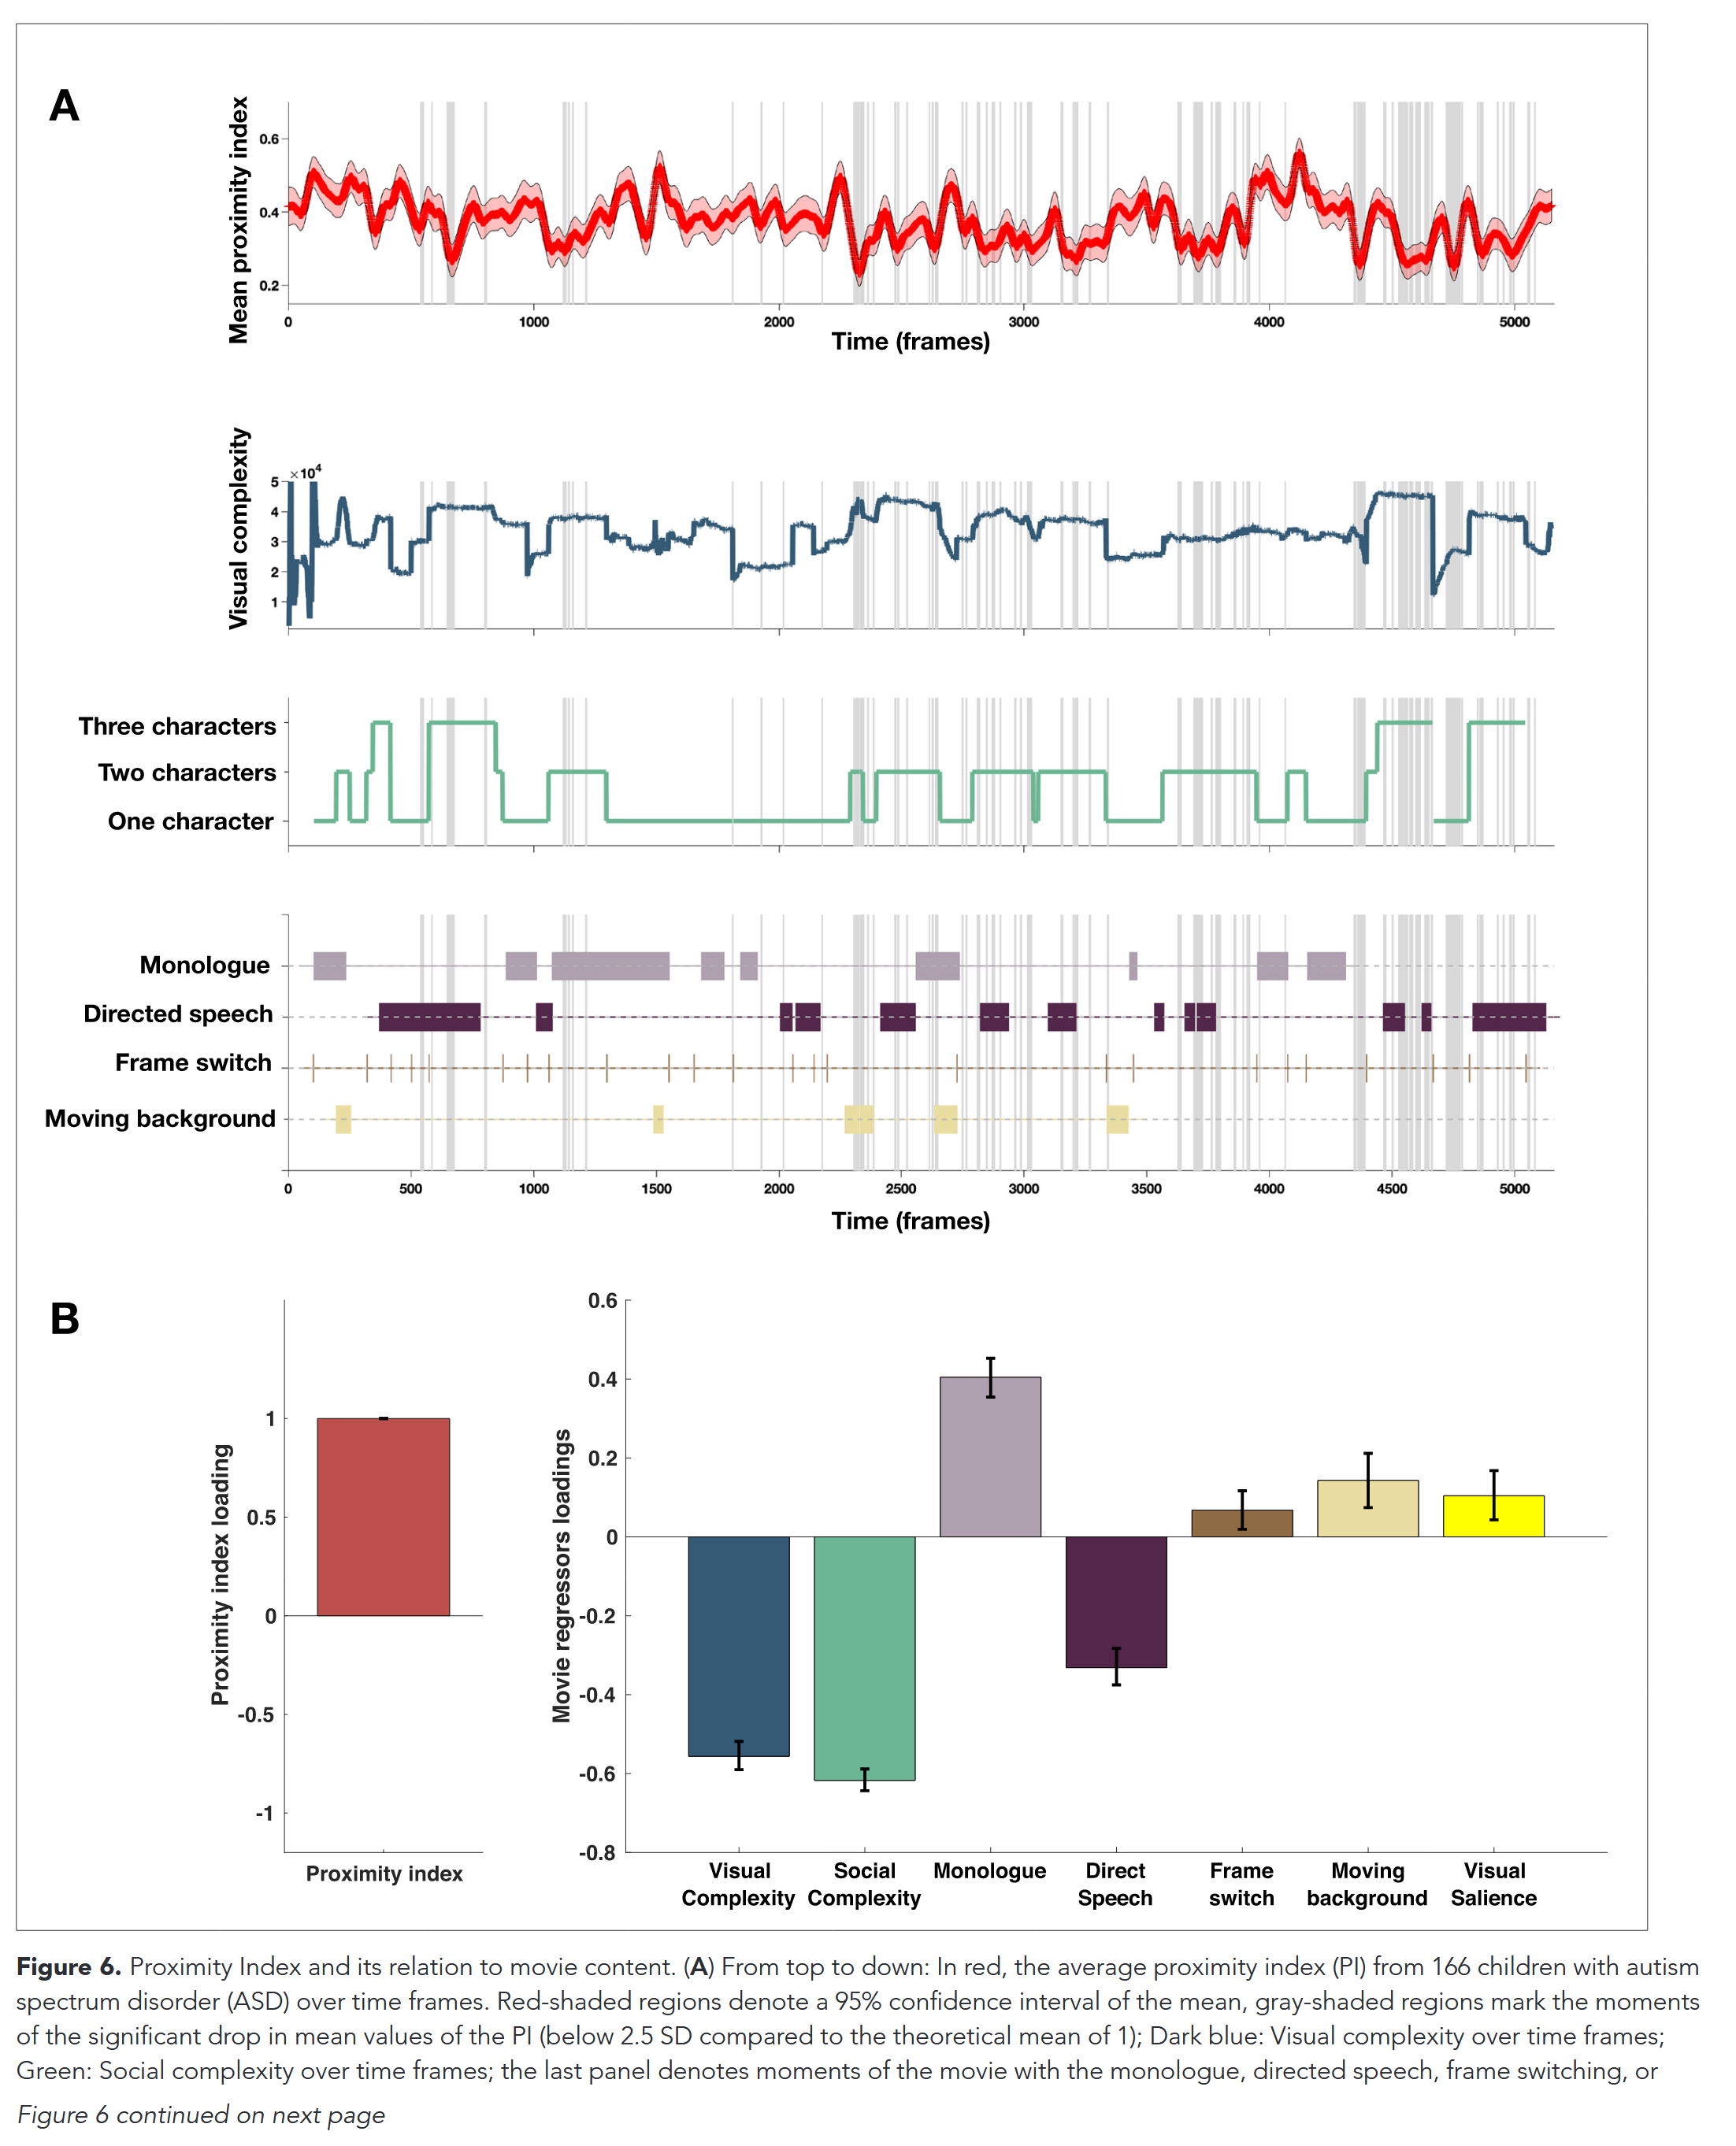 A
Mean proximity index
0.6
0.4
0.2
0 1000 2000 3000 4000 5000
Time (frames)
Visual complexity
×10⁴
5
4
3
2
1
Three characters
Two characters
One character
Monologue
Directed speech
Frame switch
Moving background
0 500 1000 1500 2000 2500 3000 3500 4000 4500 5000
Time (frames)
B
Proximity index loading
1
0.5
0
-0.5
-1
Proximity index
Movie regressors loadings
0.6
0.4
0.2
0
-0.2
-0.4
-0.6
-0.8
Visual Complexity
Social Complexity
Monologue
Direct Speech
Frame switch
Moving background
Visual Salience
Figure 6. Proximity Index and its relation to movie content. (A) From top to down: In red, the average proximity index (PI) from 166 children with autism
spectrum disorder (ASD) over time frames. Red-shaded regions denote a 95% confidence interval of the mean, gray-shaded regions mark the moments
of the significant drop in mean values of the PI (below 2.5 SD compared to the theoretical mean of 1); Dark blue: Visual complexity over time frames;
Green: Social complexity over time frames; the last panel denotes moments of the movie with the monologue, directed speech, frame switching, or
Figure 6 continued on next page